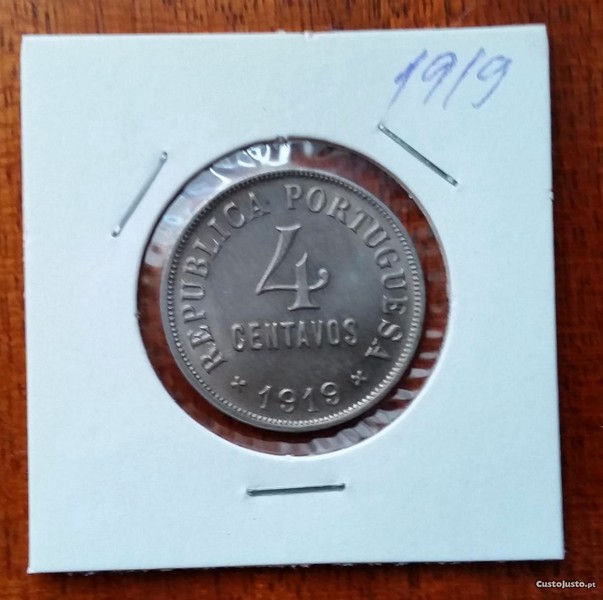 1919
REPUBLICA PORTUGUESA
4
CENTAVOS
1919
CustoJusto.pt